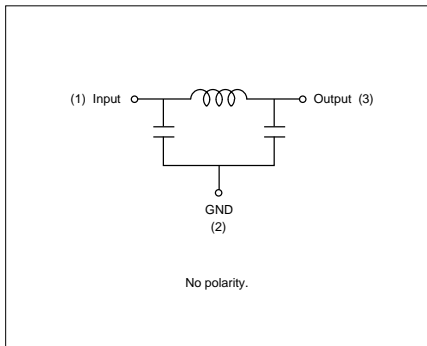 (1) Input Output (3)
GND
(2)
No polarity.